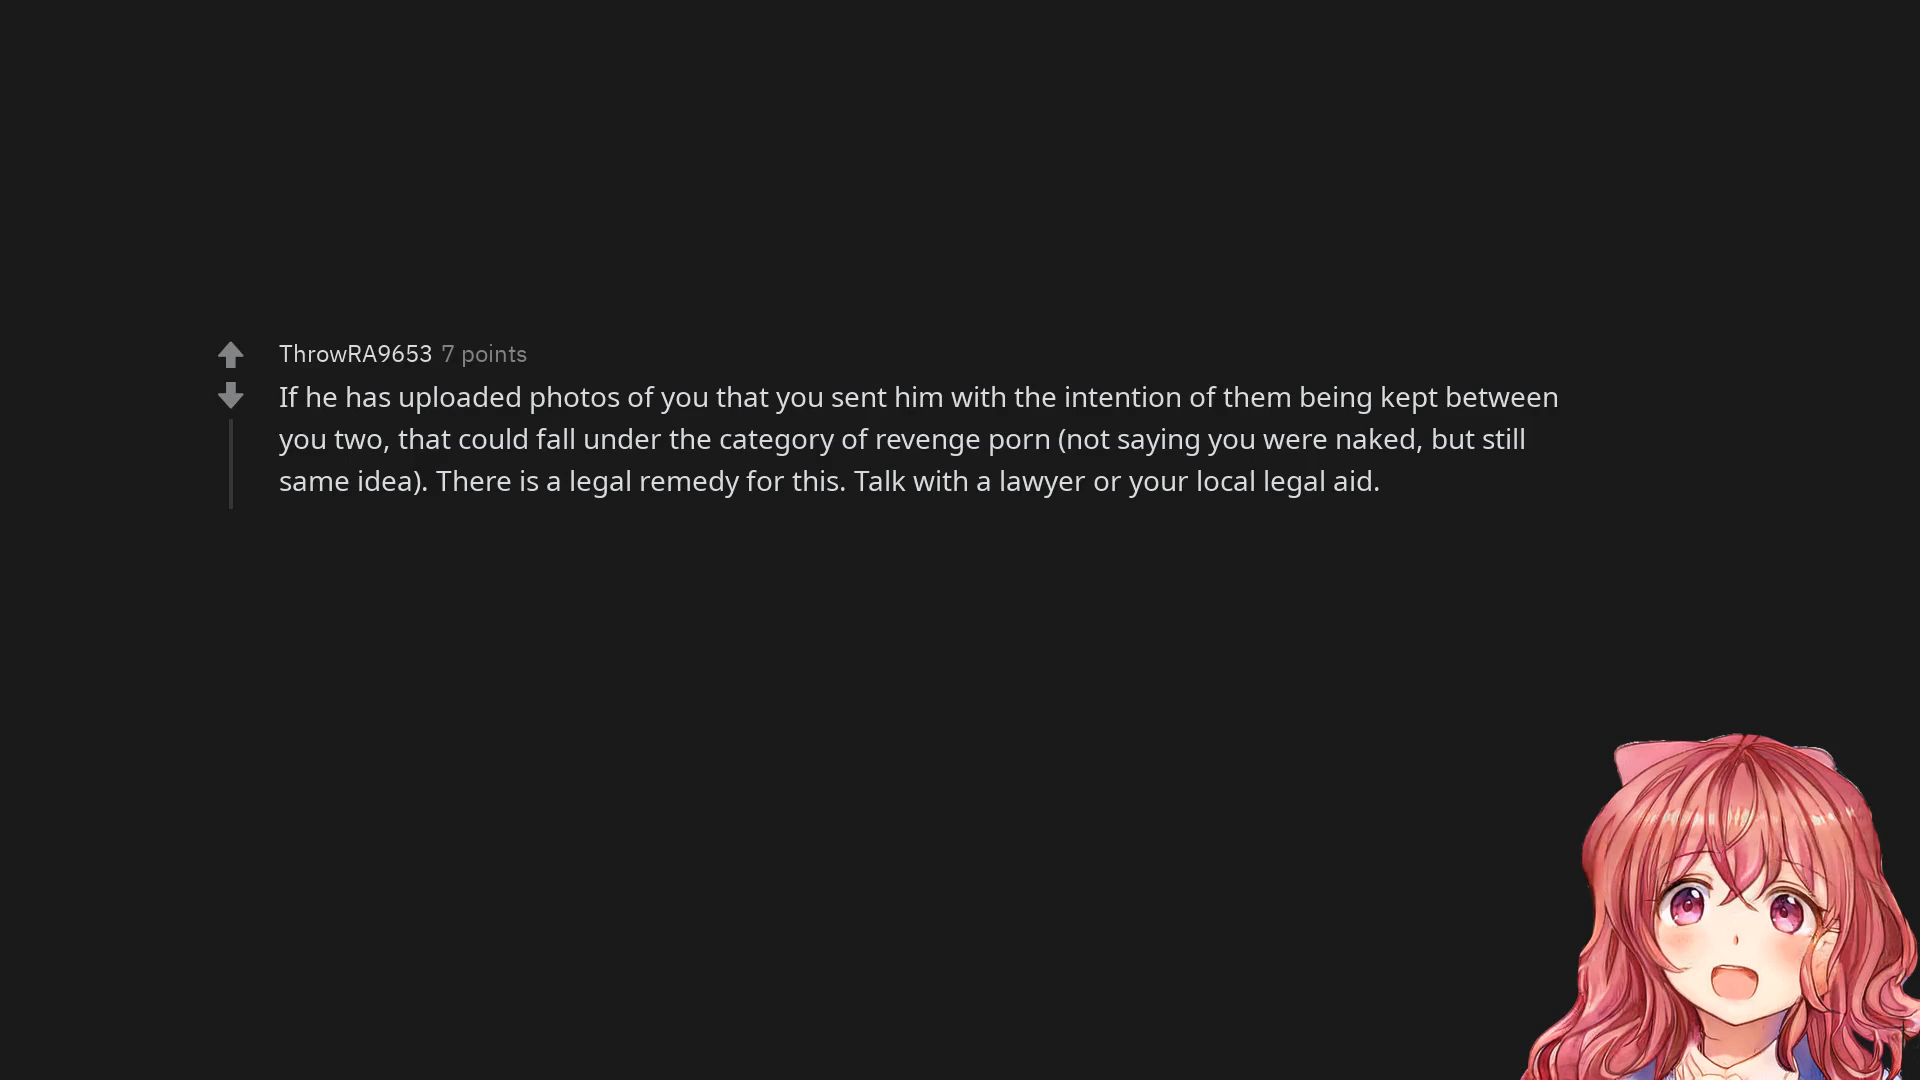 ThrowRA9653 7 points
If he has uploaded photos of you that you sent him with the intention of them being kept between
you two, that could fall under the category of revenge porn (not saying you were naked, but still
same idea). There is a legal remedy for this. Talk with a lawyer or your local legal aid.